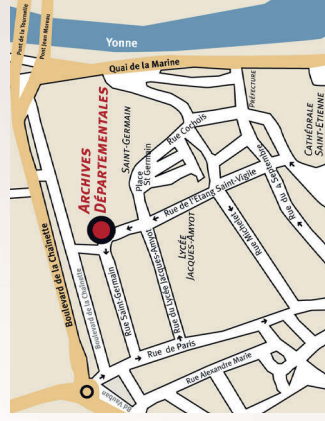 Pont de la Tournelle
Pont Jean Moreau
Yonne
Quai de la Marine
PRÉFECTURE
CATHÉDRALE
SAINT-ETIENNE
Rue Cochois
SAINT-GERMAIN
Place
St Germain
ARCHIVES
DÉPARTEMENTALES
Rue de l'Etang Saint-Vigile
Rue du 4-Septembre
Rue Michelet
LYCÉE
JACQUES-AMYOT
Rue du Lycée Jacques-Amyot
Rue Saint Germain
Boulevard de la Chaînette
Boulevard de la Chaînette
Rue de Paris
Rue Alexandre Marie
Bd Vauban